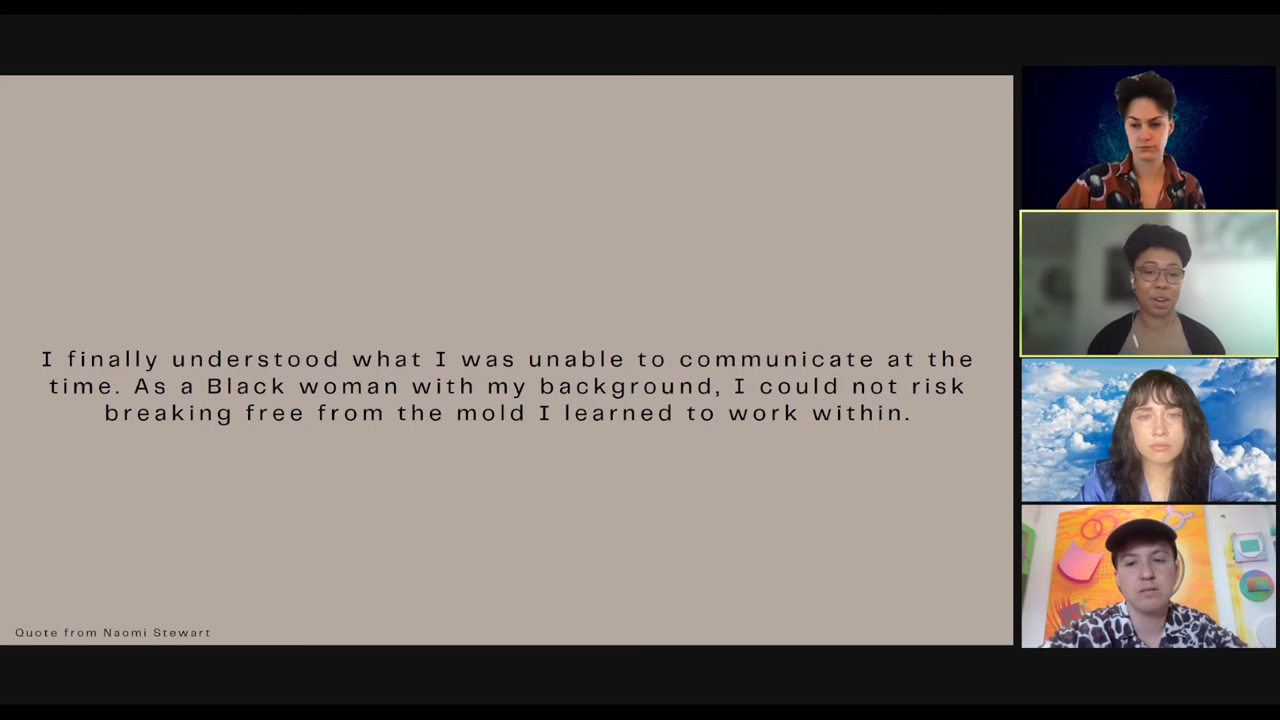 I finally understood what I was unable to communicate at the
time. As a Black woman with my background, I could not risk
breaking free from the mold I learned to work within.
Quote from Naomi Stewart